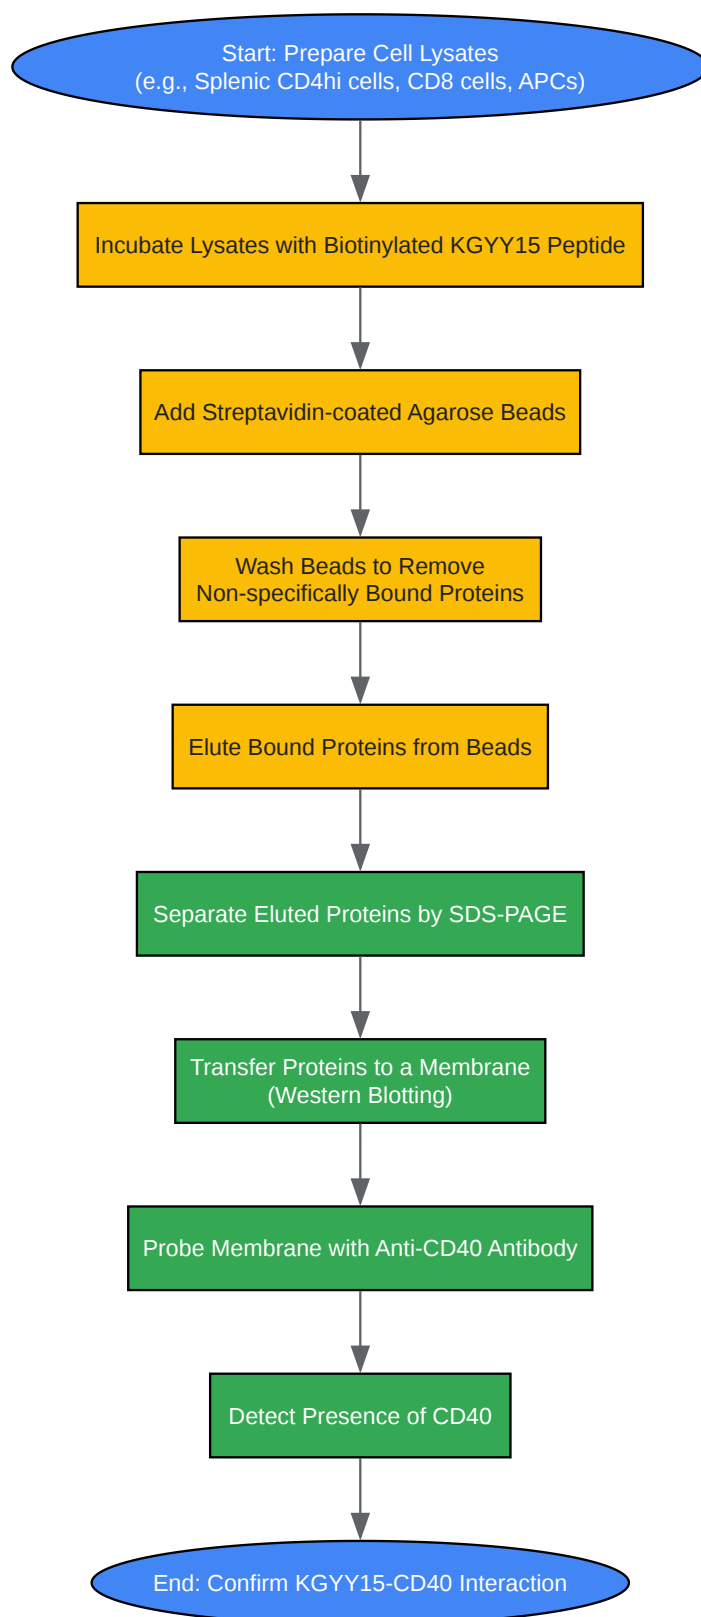 Start: Prepare Cell Lysates
(e.g., Splenic CD4hi cells, CD8 cells, APCs)
Incubate Lysates with Biotinylated KGYY15 Peptide
Add Streptavidin-coated Agarose Beads
Wash Beads to Remove
Non-specifically Bound Proteins
Elute Bound Proteins from Beads
Separate Eluted Proteins by SDS-PAGE
Transfer Proteins to a Membrane
(Western Blotting)
Probe Membrane with Anti-CD40 Antibody
Detect Presence of CD40
End: Confirm KGYY15-CD40 Interaction